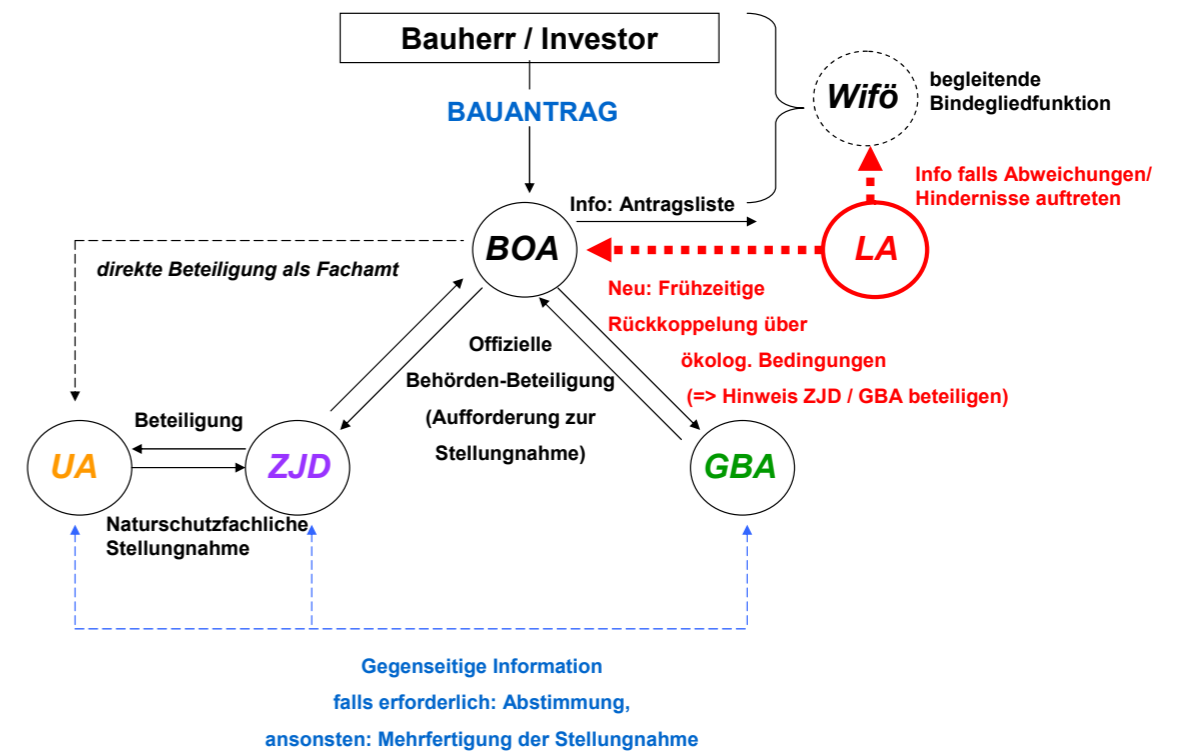 Bauherr / Investor
BAUANTRAG
Wifö
begleitende
Bindegliedfunktion
Info falls Abweichungen/
Hindernisse auftreten
Info: Antragsliste
BOA
LA
direkte Beteiligung als Fachamt
Neu: Frühzeitige
Rückkoppelung über
ökolog. Bedingungen
(=> Hinweis ZJD / GBA beteiligen)
Offizielle
Behörden-Beteiligung
(Aufforderung zur
Stellungnahme)
Beteiligung
UA
ZJD
GBA
Naturschutzfachliche
Stellungnahme
Gegenseitige Information
falls erforderlich: Abstimmung,
ansonsten: Mehrfertigung der Stellungnahme